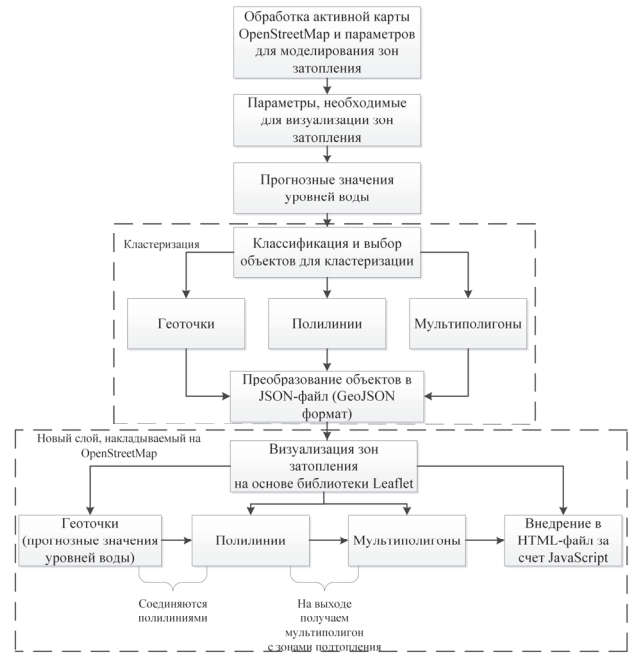 Обработка активной карты
OpenStreetMap и параметров
для моделирования зон
затопления
Параметры, необходимые
для визуализации зон
затопления
Прогнозные значения
уровней воды
Кластеризация
Классификация и выбор
объектов для кластеризации
Геоточки
Полилинии
Мультиполигоны
Преобразование объектов в
JSON-файл (GeoJSON
формат)
Новый слой, накладываемый на
OpenStreetMap
Визуализация зон
затопления
на основе библиотеки Leaflet
Геоточки
(прогнозные значения
уровней воды)
Полилинии
Мультиполигоны
Внедрение в
HTML-файл за
счет JavaScript
Соединяются
полилиниями
На выходе
получаем
мультиполигон
с зонами подтопления